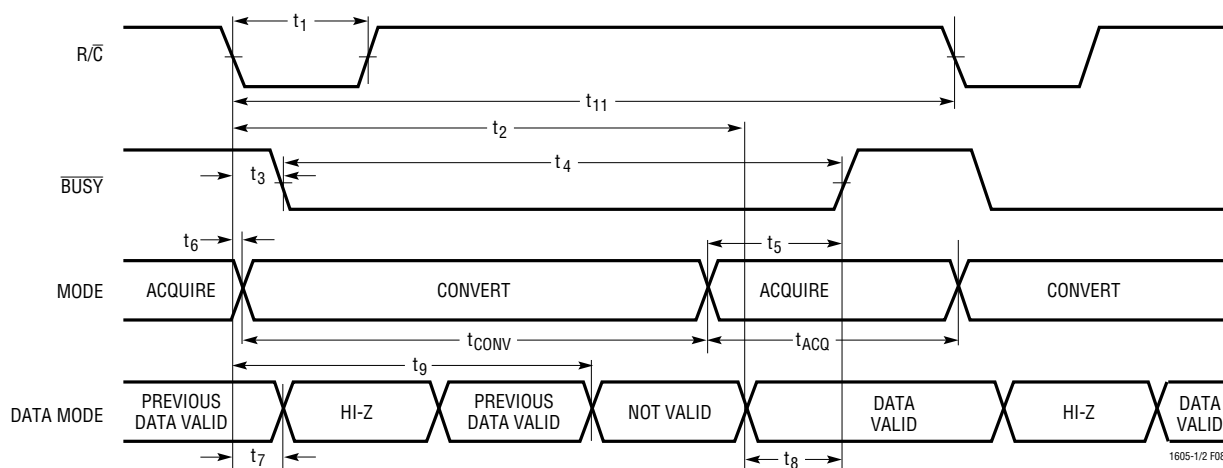 t1
R/C̅
t11
t2
t4
t3
B̅U̅S̅Y̅
t6
t5
MODE
ACQUIRE
CONVERT
ACQUIRE
CONVERT
tCONV
tACQ
t9
DATA MODE
PREVIOUS
DATA VALID
HI-Z
PREVIOUS
DATA VALID
NOT VALID
DATA
VALID
HI-Z
DATA
VALID
t7
t8
1605-1/2 F08